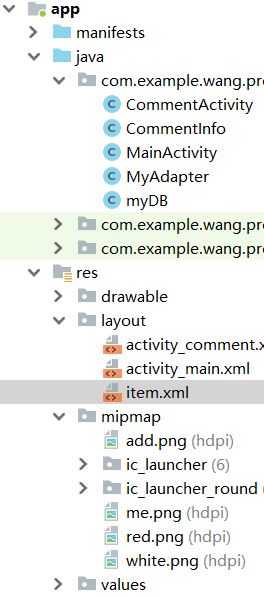 app
manifests
java
com.example.wang.pro
CommentActivity
CommentInfo
MainActivity
MyAdapter
myDB
com.example.wang.pro
com.example.wang.pro
res
drawable
layout
activity_comment.x
activity_main.xml
item.xml
mipmap
add.png (hdpi)
ic_launcher (6)
ic_launcher_round
me.png (hdpi)
red.png (hdpi)
white.png (hdpi)
values